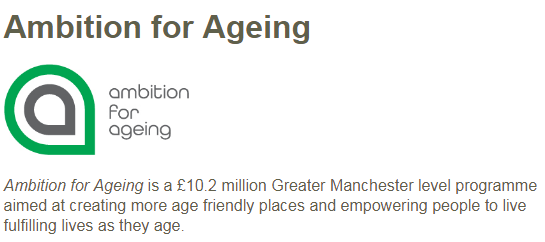 Ambition for Ageing
ambition
for
ageing
Ambition for Ageing is a £10.2 million Greater Manchester level programme
aimed at creating more age friendly places and empowering people to live
fulfilling lives as they age.